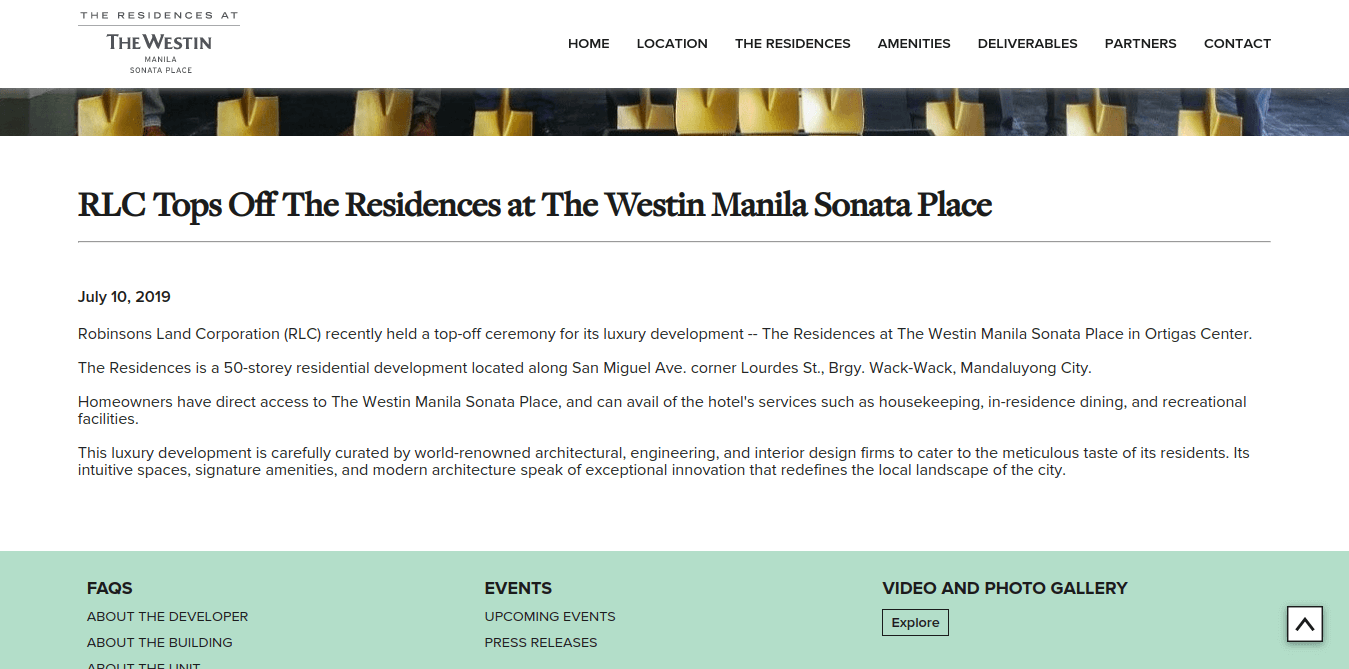 THE RESIDENCES AT
THE WESTIN
MANILA
SONATA PLACE
HOME LOCATION THE RESIDENCES AMENITIES DELIVERABLES PARTNERS CONTACT
RLC Tops Off The Residences at The Westin Manila Sonata Place
July 10, 2019
Robinsons Land Corporation (RLC) recently held a top-off ceremony for its luxury development -- The Residences at The Westin Manila Sonata Place in Ortigas Center.
The Residences is a 50-storey residential development located along San Miguel Ave. corner Lourdes St., Brgy. Wack-Wack, Mandaluyong City.
Homeowners have direct access to The Westin Manila Sonata Place, and can avail of the hotel's services such as housekeeping, in-residence dining, and recreational
facilities.
This luxury development is carefully curated by world-renowned architectural, engineering, and interior design firms to cater to the meticulous taste of its residents. Its
intuitive spaces, signature amenities, and modern architecture speak of exceptional innovation that redefines the local landscape of the city.
FAQS EVENTS VIDEO AND PHOTO GALLERY
ABOUT THE DEVELOPER UPCOMING EVENTS Explore
ABOUT THE BUILDING PRESS RELEASES
ABOUT THE UNIT